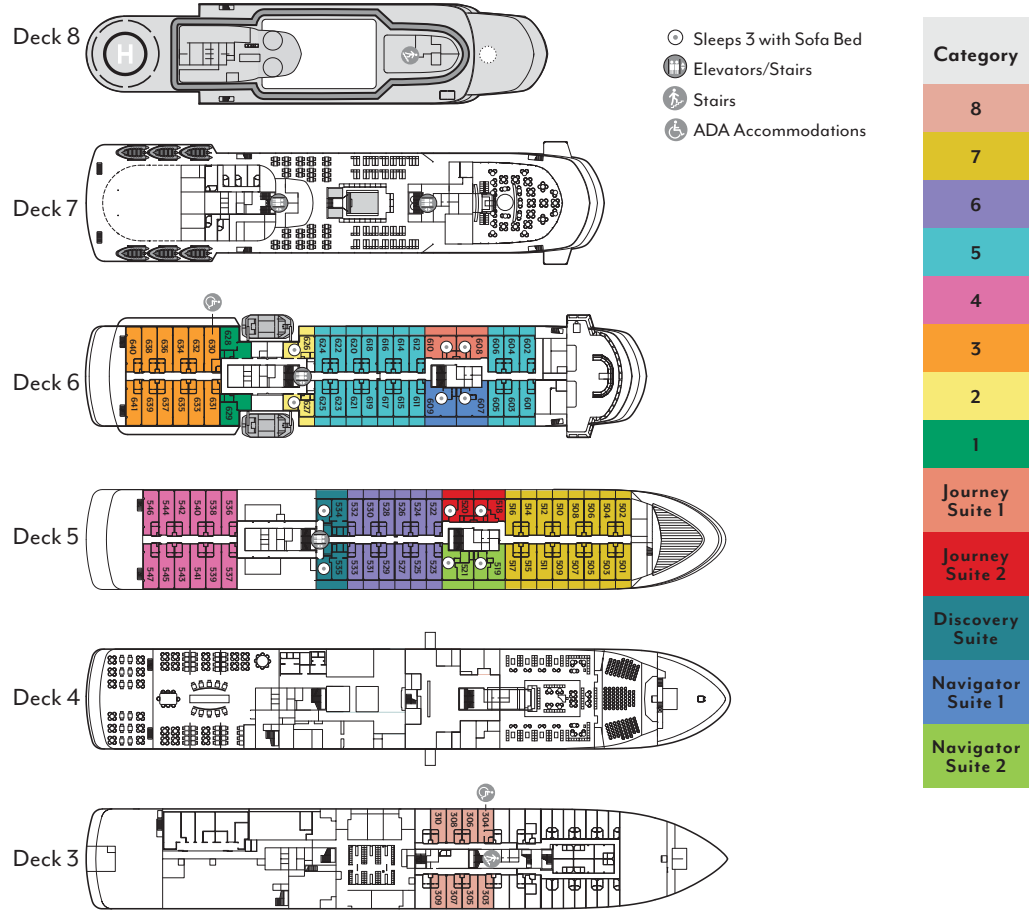 Deck 8
H
Sleeps 3 with Sofa Bed
Elevators/Stairs
Stairs
ADA Accommodations
Deck 7
Deck 6
640 638 636 634 632 630 628 626 624 622 620 618 616 614 612 610 608 606 604 602
641 639 637 635 633 631 629 627 625 623 621 619 617 615 611 609 607 605 603 601
Deck 5
546 544 542 540 538 536 534 532 530 528 526 524 522 520 518 516 514 512 510 508 506 504 502
547 545 543 541 539 537 535 533 531 529 527 525 523 521 519 517 515 511 509 507 505 503 501
Deck 4
Deck 3
310 308 306 304
309 307 305 303
Category
8
7
6
5
4
3
2
1
Journey
Suite 1
Journey
Suite 2
Discovery
Suite
Navigator
Suite 1
Navigator
Suite 2